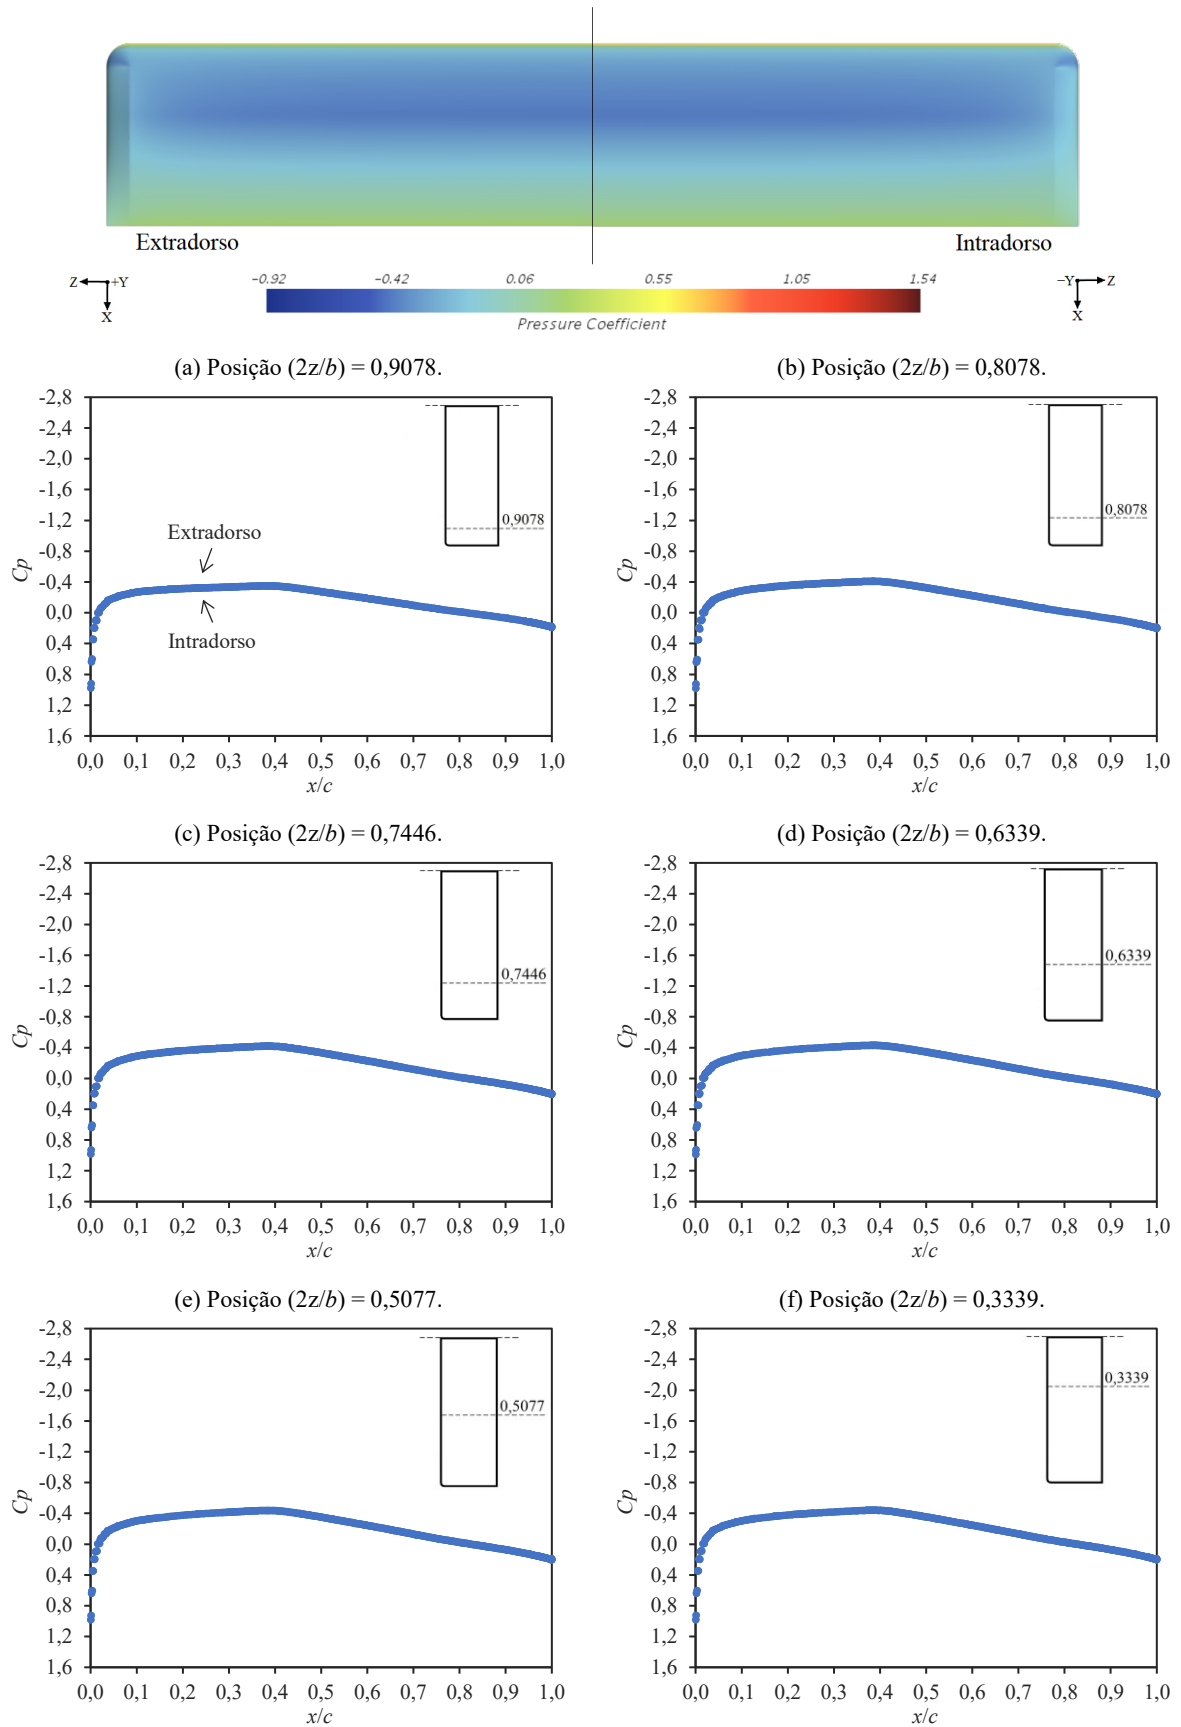 Extradorso
Intradorso
Z +Y
X
-0.92 -0.42 0.06 0.55 1.05 1.54
Pressure Coefficient
-Y Z
X
(a) Posição (2z/b) = 0,9078.
-2,8
-2,4
-2,0
-1,6
-1,2
-0,8
-0,4
0,0
0,4
0,8
1,2
1,6
Cp
0,9078
Extradorso
Intradorso
0,0 0,1 0,2 0,3 0,4 0,5 0,6 0,7 0,8 0,9 1,0
x/c
(b) Posição (2z/b) = 0,8078.
-2,8
-2,4
-2,0
-1,6
-1,2
-0,8
-0,4
0,0
0,4
0,8
1,2
1,6
Cp
0,8078
0,0 0,1 0,2 0,3 0,4 0,5 0,6 0,7 0,8 0,9 1,0
x/c
(c) Posição (2z/b) = 0,7446.
-2,8
-2,4
-2,0
-1,6
-1,2
-0,8
-0,4
0,0
0,4
0,8
1,2
1,6
Cp
0,7446
0,0 0,1 0,2 0,3 0,4 0,5 0,6 0,7 0,8 0,9 1,0
x/c
(d) Posição (2z/b) = 0,6339.
-2,8
-2,4
-2,0
-1,6
-1,2
-0,8
-0,4
0,0
0,4
0,8
1,2
1,6
Cp
0,6339
0,0 0,1 0,2 0,3 0,4 0,5 0,6 0,7 0,8 0,9 1,0
x/c
(e) Posição (2z/b) = 0,5077.
-2,8
-2,4
-2,0
-1,6
-1,2
-0,8
-0,4
0,0
0,4
0,8
1,2
1,6
Cp
0,5077
0,0 0,1 0,2 0,3 0,4 0,5 0,6 0,7 0,8 0,9 1,0
x/c
(f) Posição (2z/b) = 0,3339.
-2,8
-2,4
-2,0
-1,6
-1,2
-0,8
-0,4
0,0
0,4
0,8
1,2
1,6
Cp
0,3339
0,0 0,1 0,2 0,3 0,4 0,5 0,6 0,7 0,8 0,9 1,0
x/c